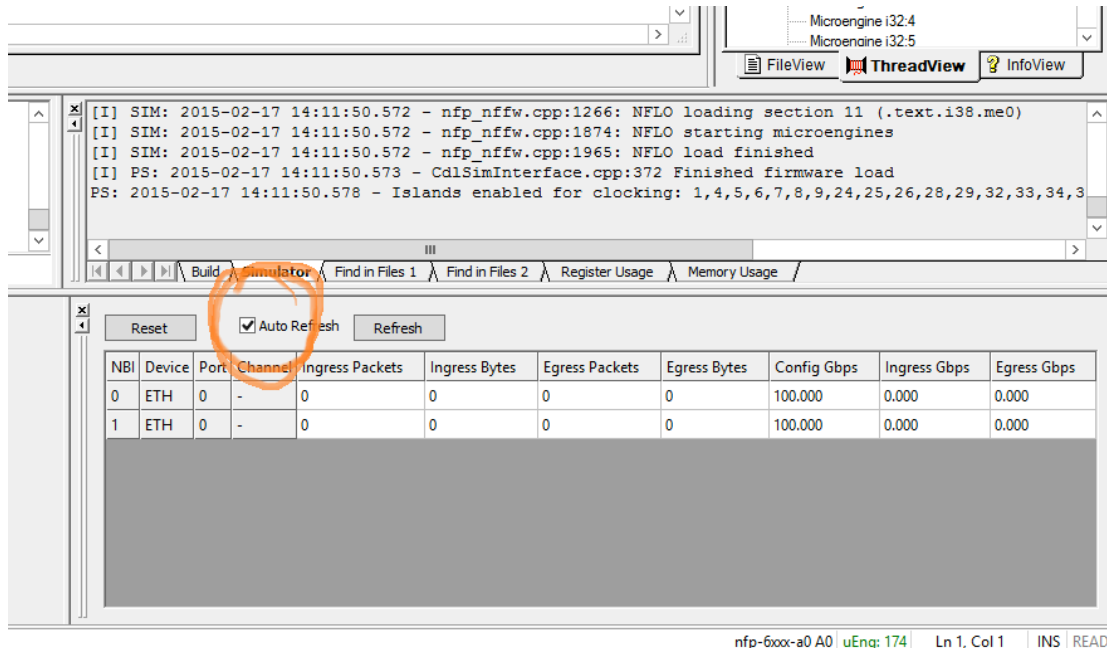 Microengine i32:4
Microengine i32:5
FileView ThreadView InfoView
[I] SIM: 2015-02-17 14:11:50.572 - nfp_nffw.cpp:1266: NFLO loading section 11 (.text.i38.me0)
[I] SIM: 2015-02-17 14:11:50.572 - nfp_nffw.cpp:1874: NFLO starting microengines
[I] SIM: 2015-02-17 14:11:50.572 - nfp_nffw.cpp:1965: NFLO load finished
[I] PS: 2015-02-17 14:11:50.573 - CdlSimInterface.cpp:372 Finished firmware load
PS: 2015-02-17 14:11:50.578 - Islands enabled for clocking: 1,4,5,6,7,8,9,24,25,26,28,29,32,33,34,3
Build Simulator Find in Files 1 Find in Files 2 Register Usage Memory Usage
Reset Auto Refresh Refresh
NBI Device Port Channel Ingress Packets Ingress Bytes Egress Packets Egress Bytes Config Gbps Ingress Gbps Egress Gbps
0 ETH 0 - 0 0 0 0 100.000 0.000 0.000
1 ETH 0 - 0 0 0 0 100.000 0.000 0.000
nfp-6xxx-a0 A0 uEng: 174 Ln 1, Col 1 INS READ